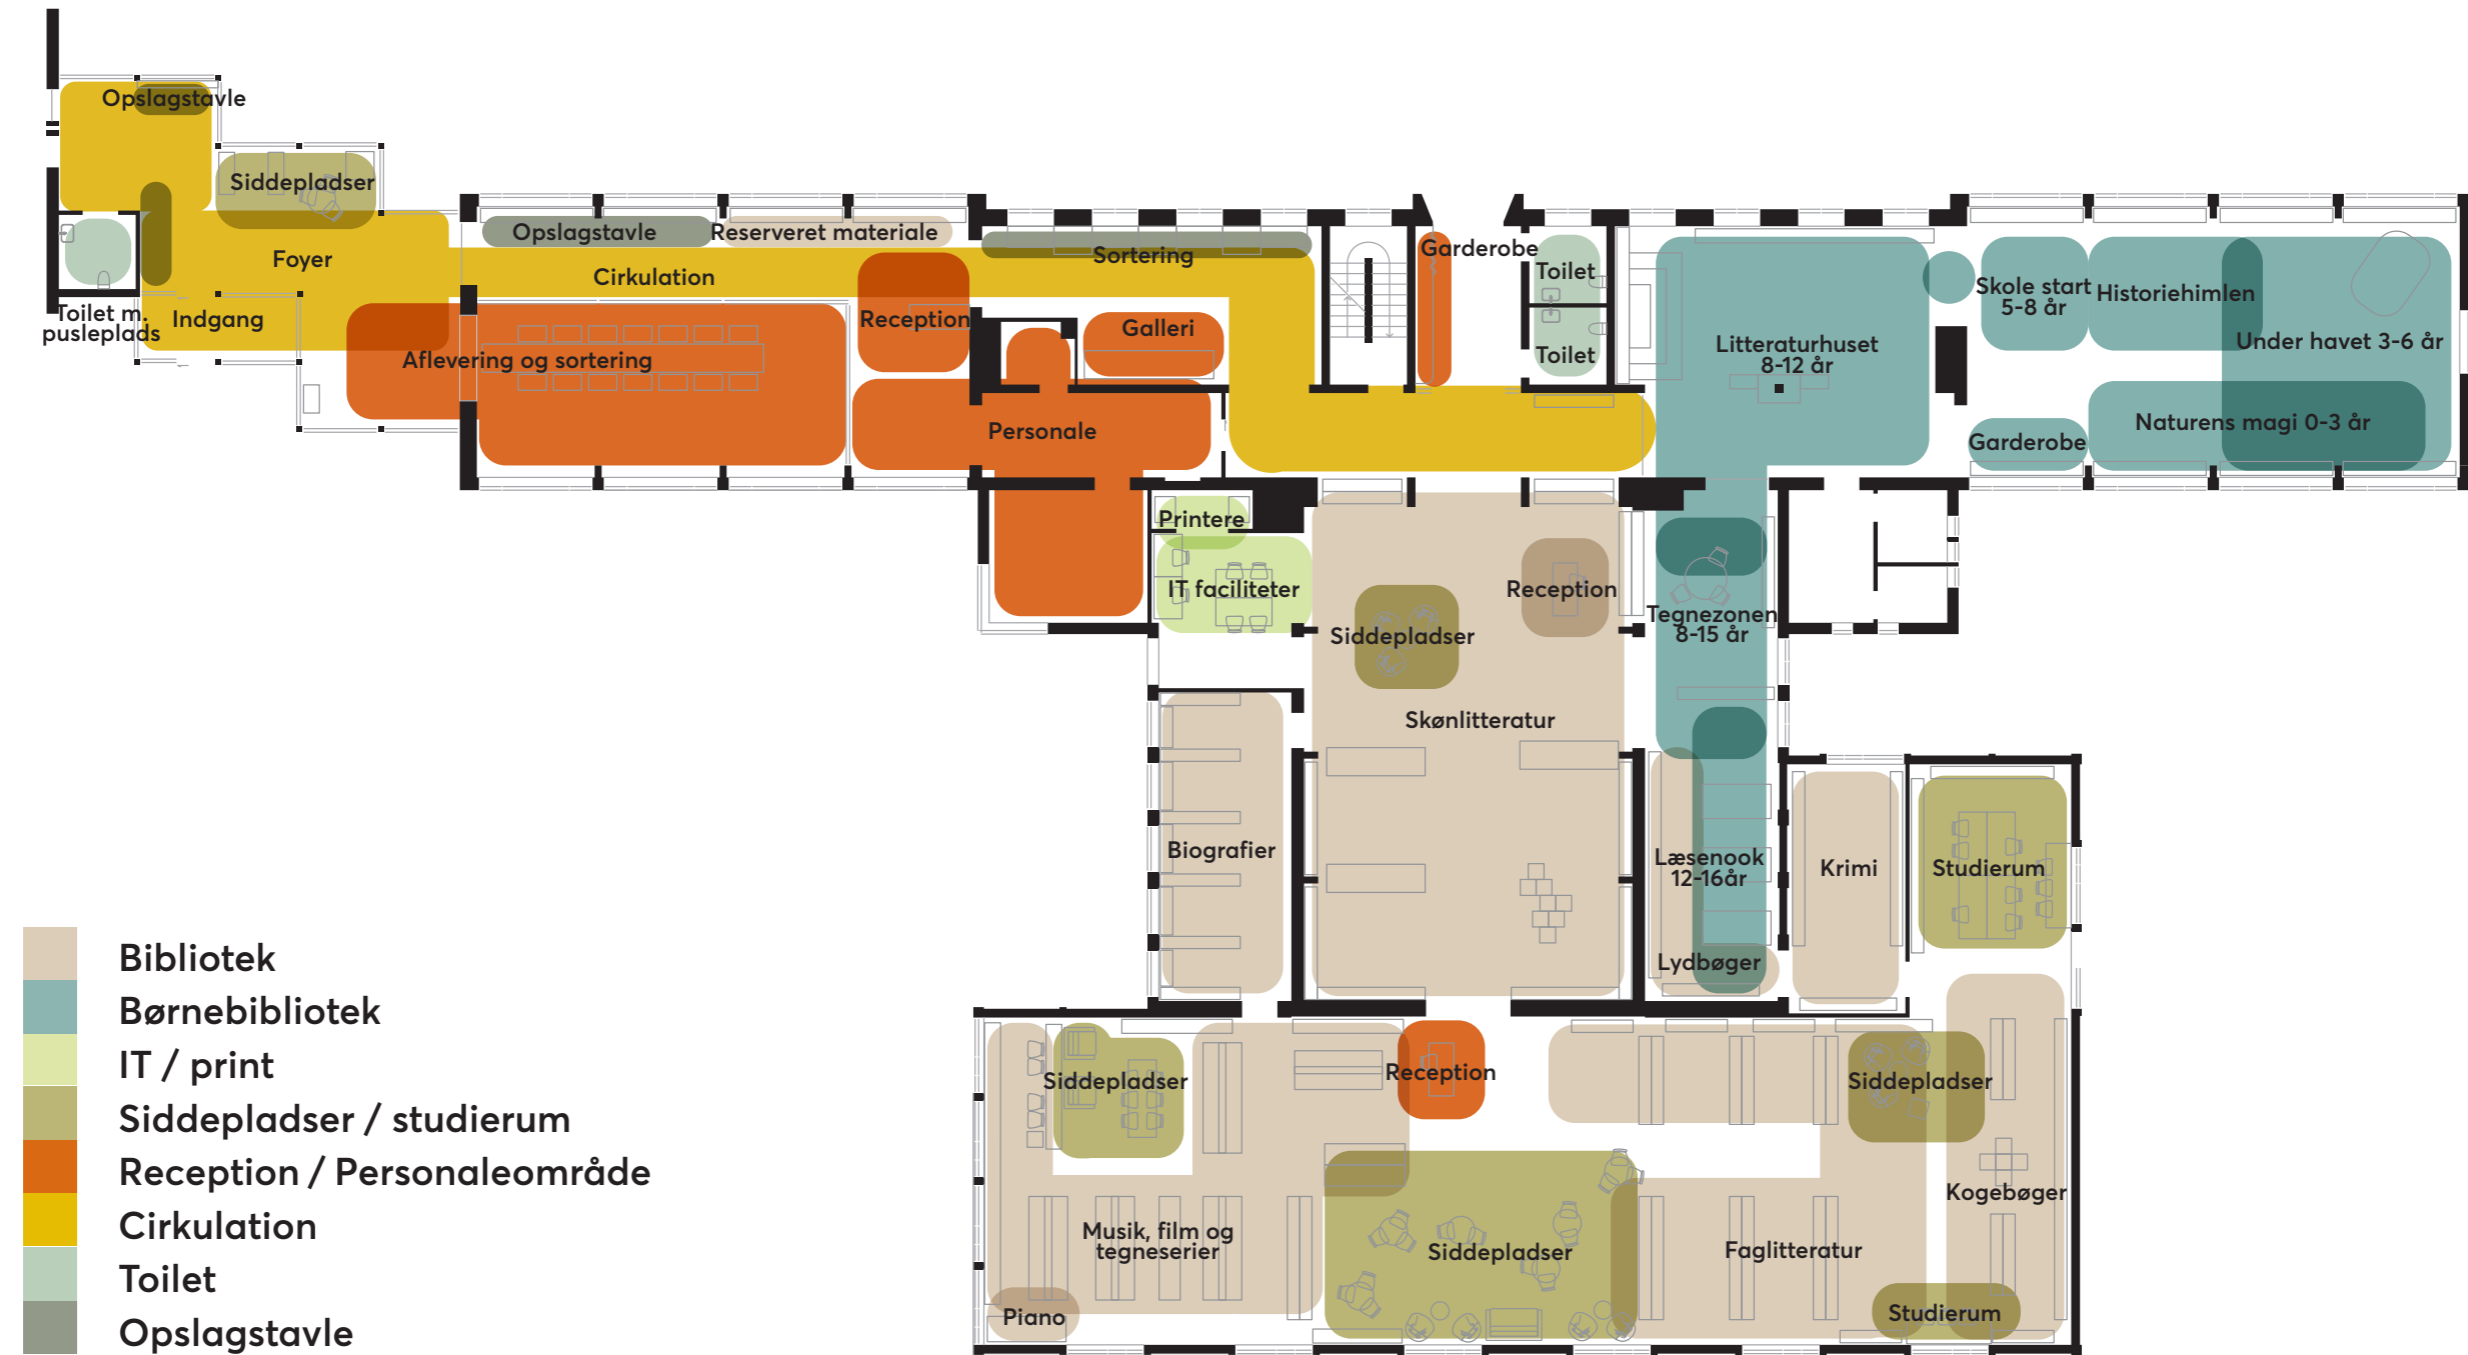 Opslagstavle
Siddepladser
Foyer
Toilet m.
pusleplads
Indgang
Opslagstavle
Reserveret materiale
Cirkulation
Aflevering og sortering
Reception
Sortering
Galleri
Personale
Garderobe
Toilet
Toilet
Litteraturhuset
8-12 år
Skole start
5-8 år
Historiehimlen
Under havet 3-6 år
Naturens magi 0-3 år
Garderobe
Printere
IT faciliteter
Siddepladser
Reception
Skønlitteratur
Tegnezonen
8-15 år
Biografier
Læsenook
12-16år
Lydbøger
Krimi
Studierum
Siddepladser
Reception
Siddepladser
Kogebøger
Musik, film og
tegneserier
Siddepladser
Faglitteratur
Piano
Studierum
Bibliotek
Børnebibliotek
IT / print
Siddepladser / studierum
Reception / Personaleområde
Cirkulation
Toilet
Opslagstavle